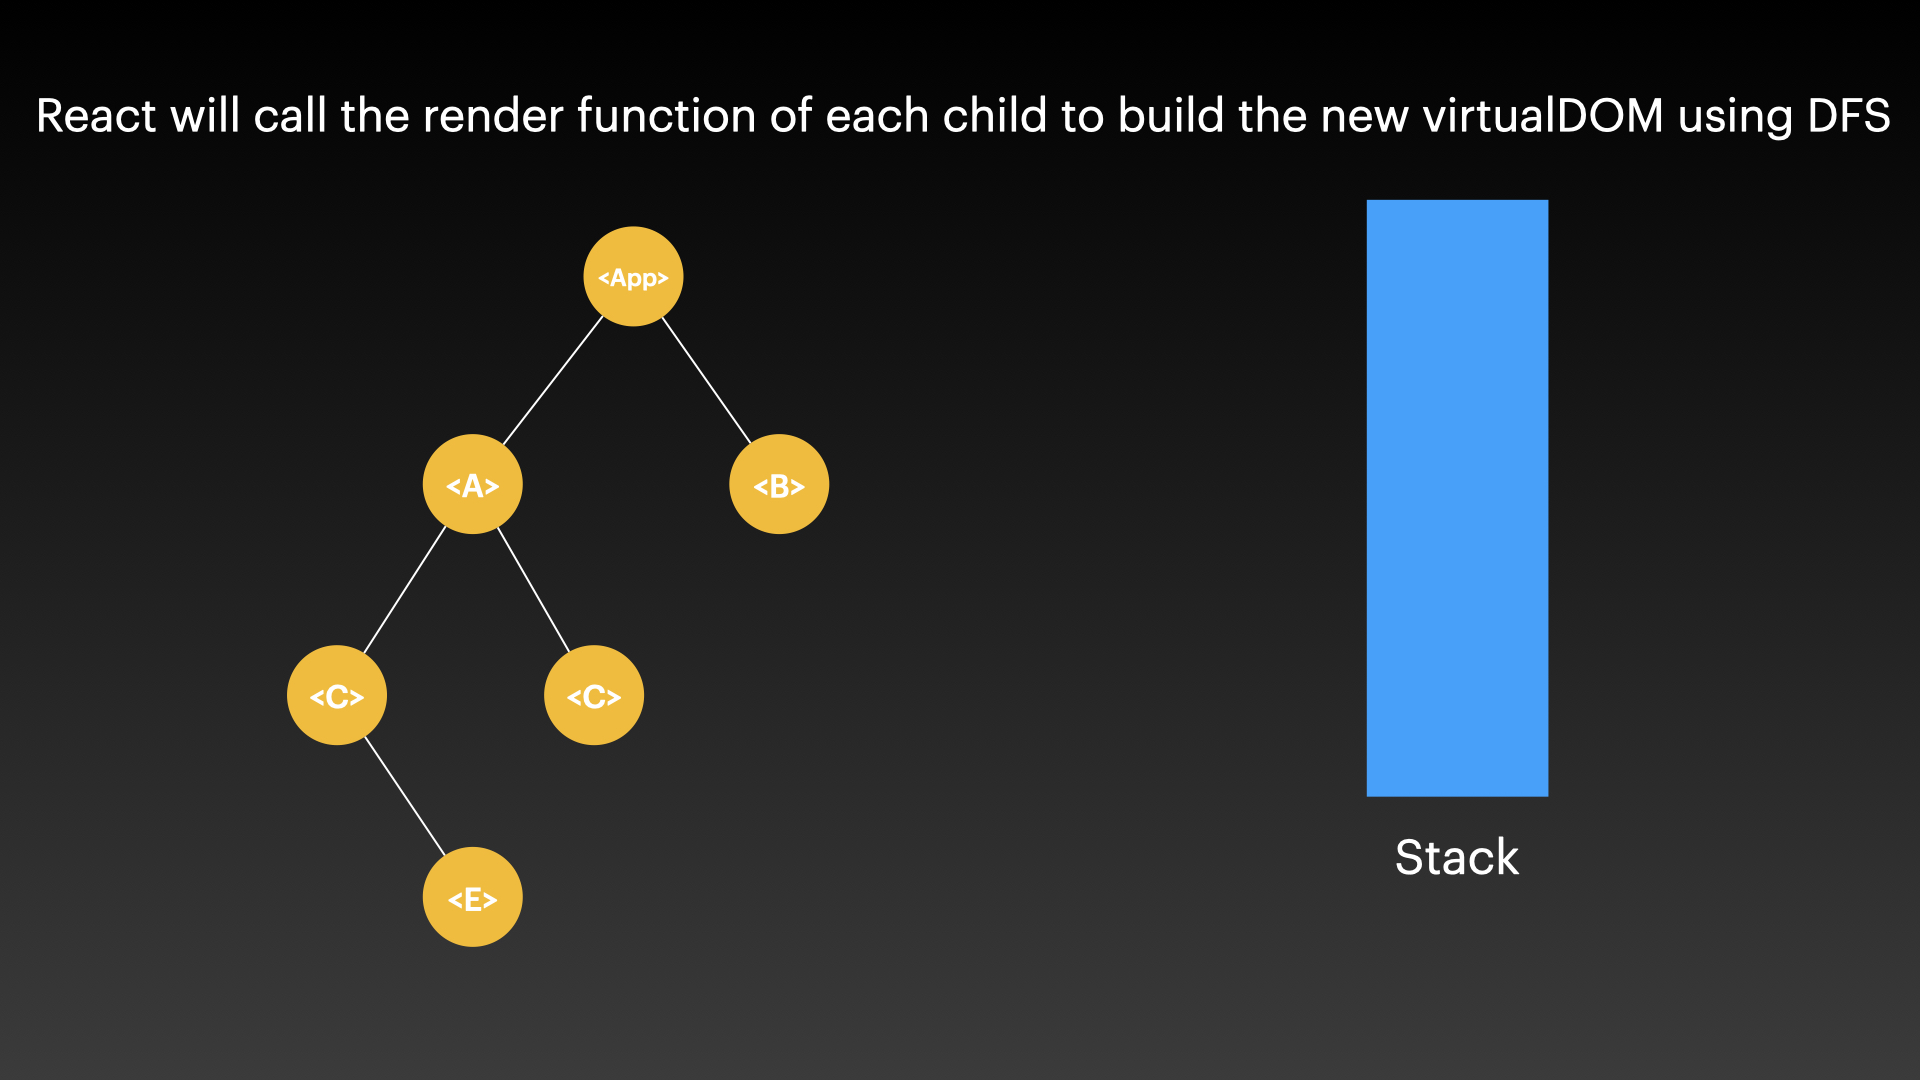 React will call the render function of each child to build the new virtualDOM using DFS
<App>
<A>
<B>
<C>
<C>
<E>
Stack